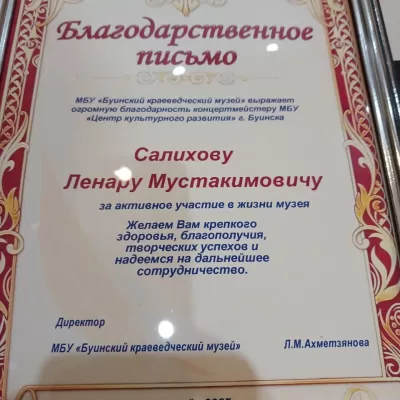 Благодарственное
письмо
МБУ «Буинский краеведческий музей» выражает
огромную благодарность концертмейстеру МБУ
«Центр культурного развития» г. Буинска
Салихову
Ленару Мустакимовичу
за активное участие в жизни музея
Желаем Вам крепкого
здоровья, благополучия,
творческих успехов и
надеемся на дальнейшее
сотрудничество.
Директор
МБУ «Буинский краеведческий музей» Л.М.Ахметзянова